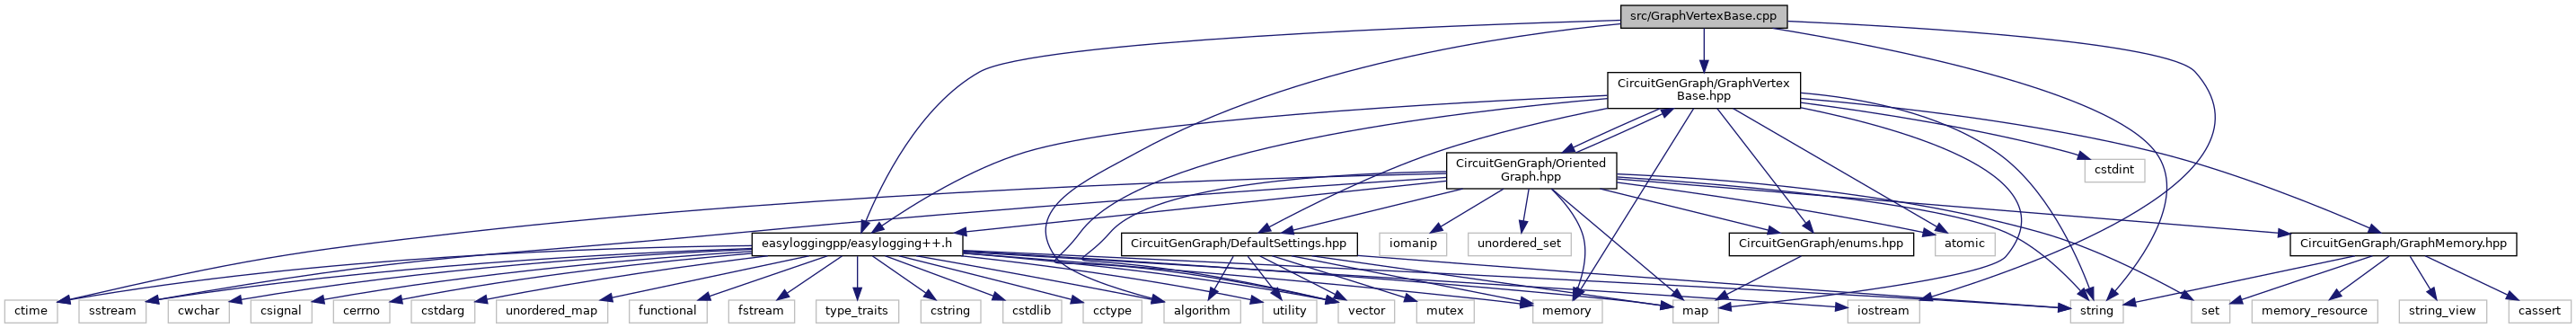 src/GraphVertexBase.cpp
CircuitGenGraph/GraphVertex
Base.hpp
CircuitGenGraph/Oriented
Graph.hpp
cstdint
easyloggingpp/easylogging++.h
CircuitGenGraph/DefaultSettings.hpp
iomanip
unordered_set
CircuitGenGraph/enums.hpp
atomic
CircuitGenGraph/GraphMemory.hpp
ctime
sstream
cwchar
csignal
cerrno
cstdarg
unordered_map
functional
fstream
type_traits
cstring
cstdlib
cctype
algorithm
utility
vector
mutex
memory
map
iostream
string
set
memory_resource
string_view
cassert